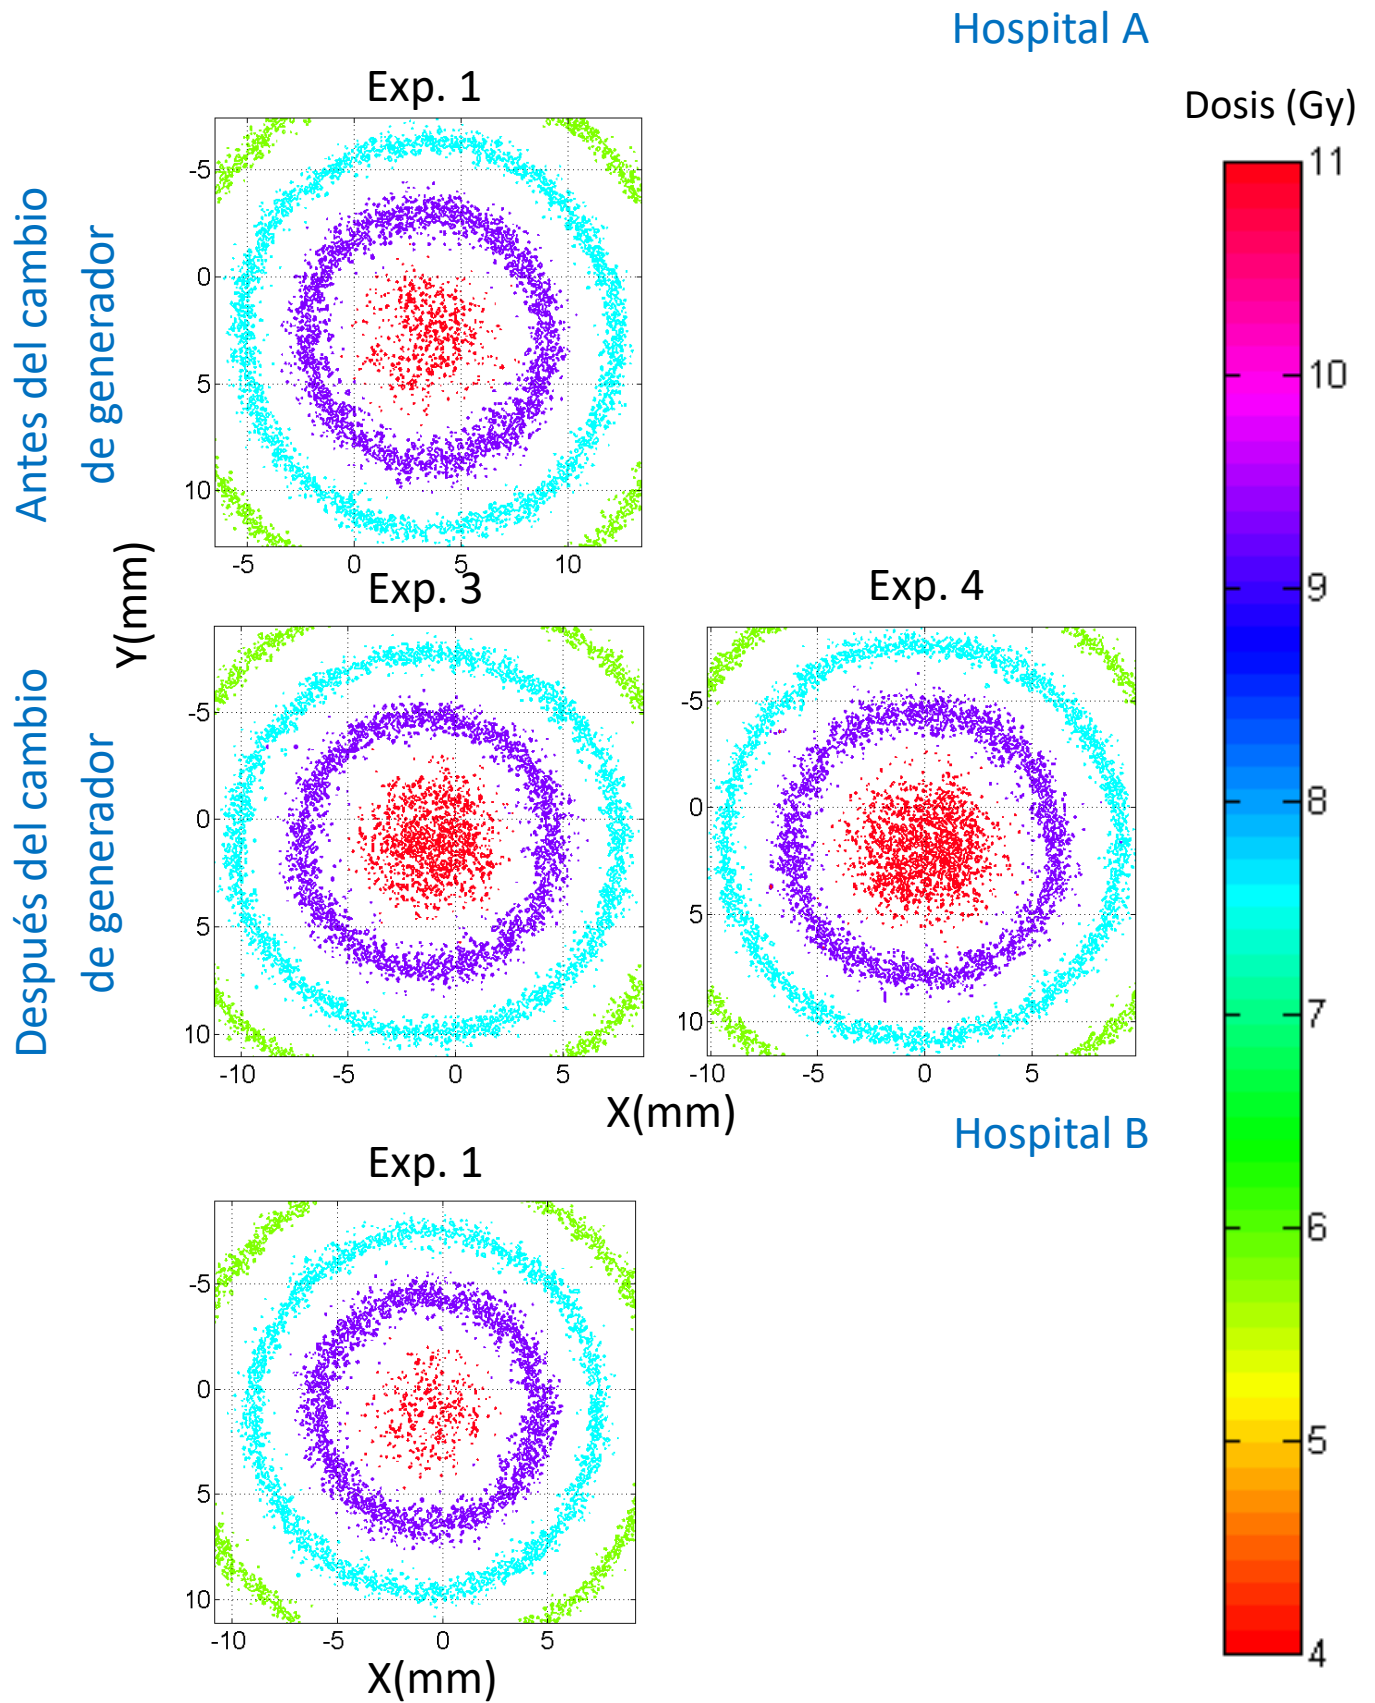 Hospital A
Dosis (Gy)
Exp. 1
Antes del cambio
de generador
-5
0
5
10
-5
0
5
10
Y(mm)
Exp. 3
Exp. 4
Después del cambio
de generador
-5
0
5
10
-10
-5
0
5
-5
0
5
10
-10
-5
0
5
X(mm)
Hospital B
Exp. 1
-5
0
5
10
-10
-5
0
5
X(mm)
11
10
9
8
7
6
5
4